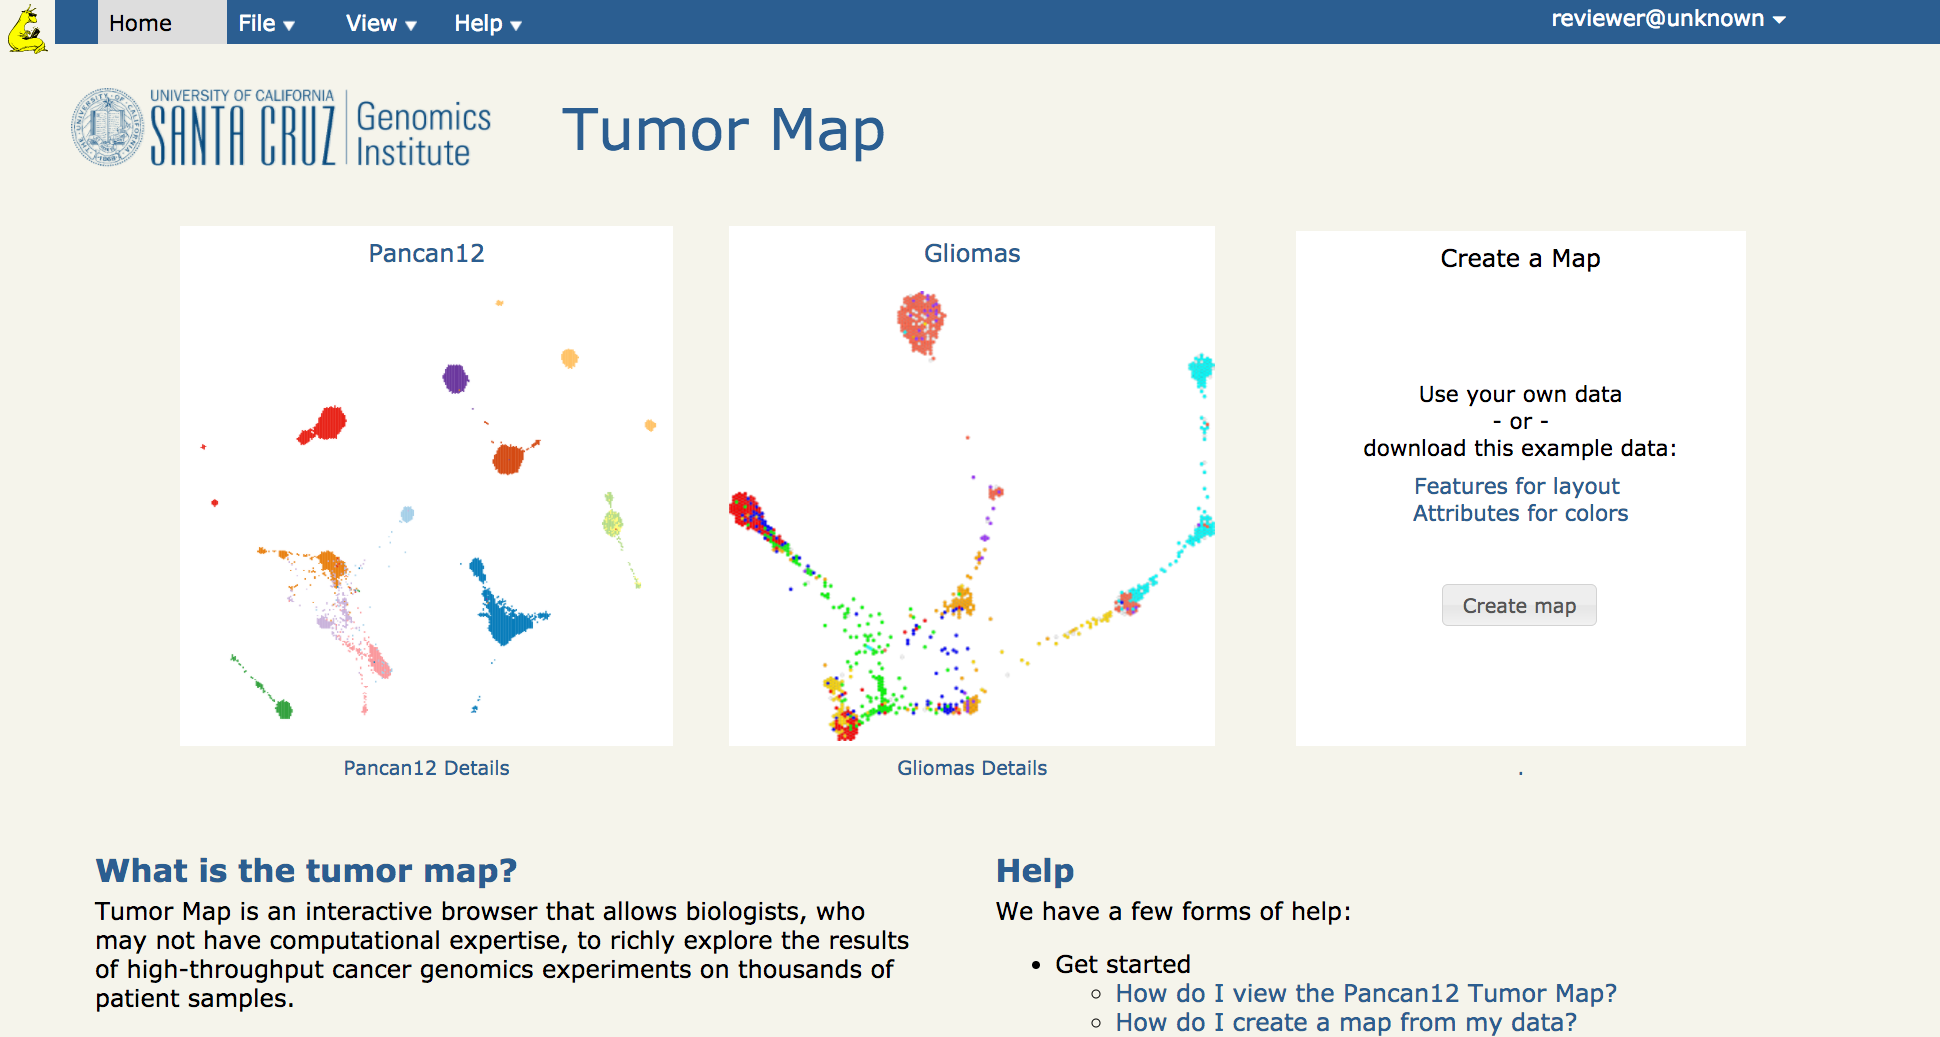 Home
File ▼
View ▼
Help ▼
reviewer@unknown
UNIVERSITY OF CALIFORNIA
SANTA CRUZ
Genomics
Institute
Tumor Map
Pancan12
Gliomas
Create a Map
Use your own data
- or -
download this example data:
Features for layout
Attributes for colors
Create map
Pancan12 Details
Gliomas Details
.
What is the tumor map?
Tumor Map is an interactive browser that allows biologists, who
may not have computational expertise, to richly explore the results
of high-throughput cancer genomics experiments on thousands of
patient samples.
Help
We have a few forms of help:
• Get started
○ How do I view the Pancan12 Tumor Map?
○ How do I create a map from my data?